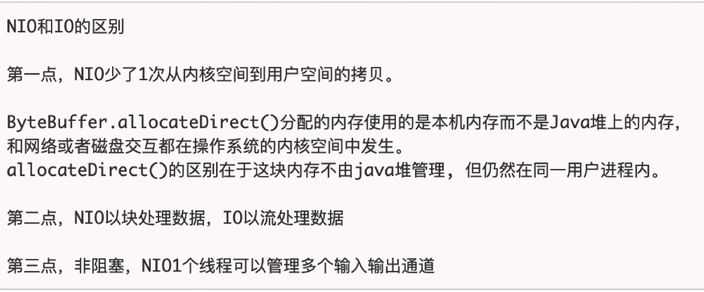 NIO和IO的区别
第一点，NIO少了1次从内核空间到用户空间的拷贝。
ByteBuffer.allocateDirect()分配的内存使用的是本机内存而不是Java堆上的内存，
和网络或者磁盘交互都在操作系统的内核空间中发生。
allocateDirect()的区别在于这块内存不由java堆管理, 但仍然在同一用户进程内。
第二点，NIO以块处理数据，IO以流处理数据
第三点，非阻塞，NIO1个线程可以管理多个输入输出通道